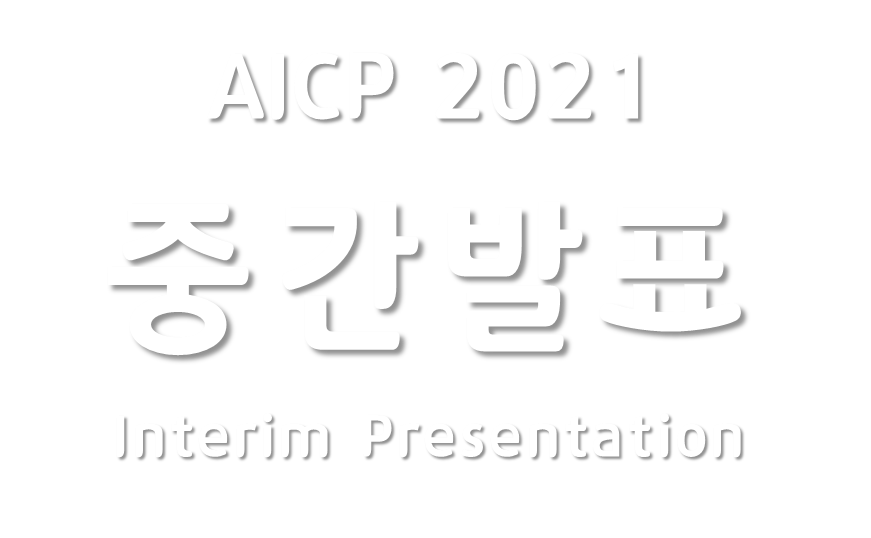 AICP 2021
중간발표
Interim Presentation